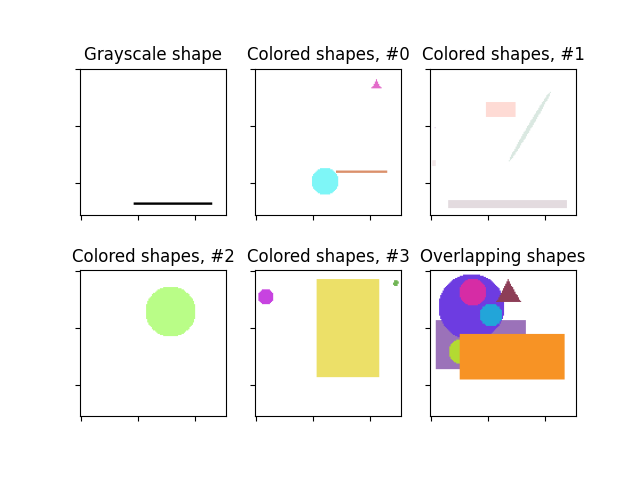 Grayscale shape
Colored shapes, #0
Colored shapes, #1
Colored shapes, #2
Colored shapes, #3
Overlapping shapes